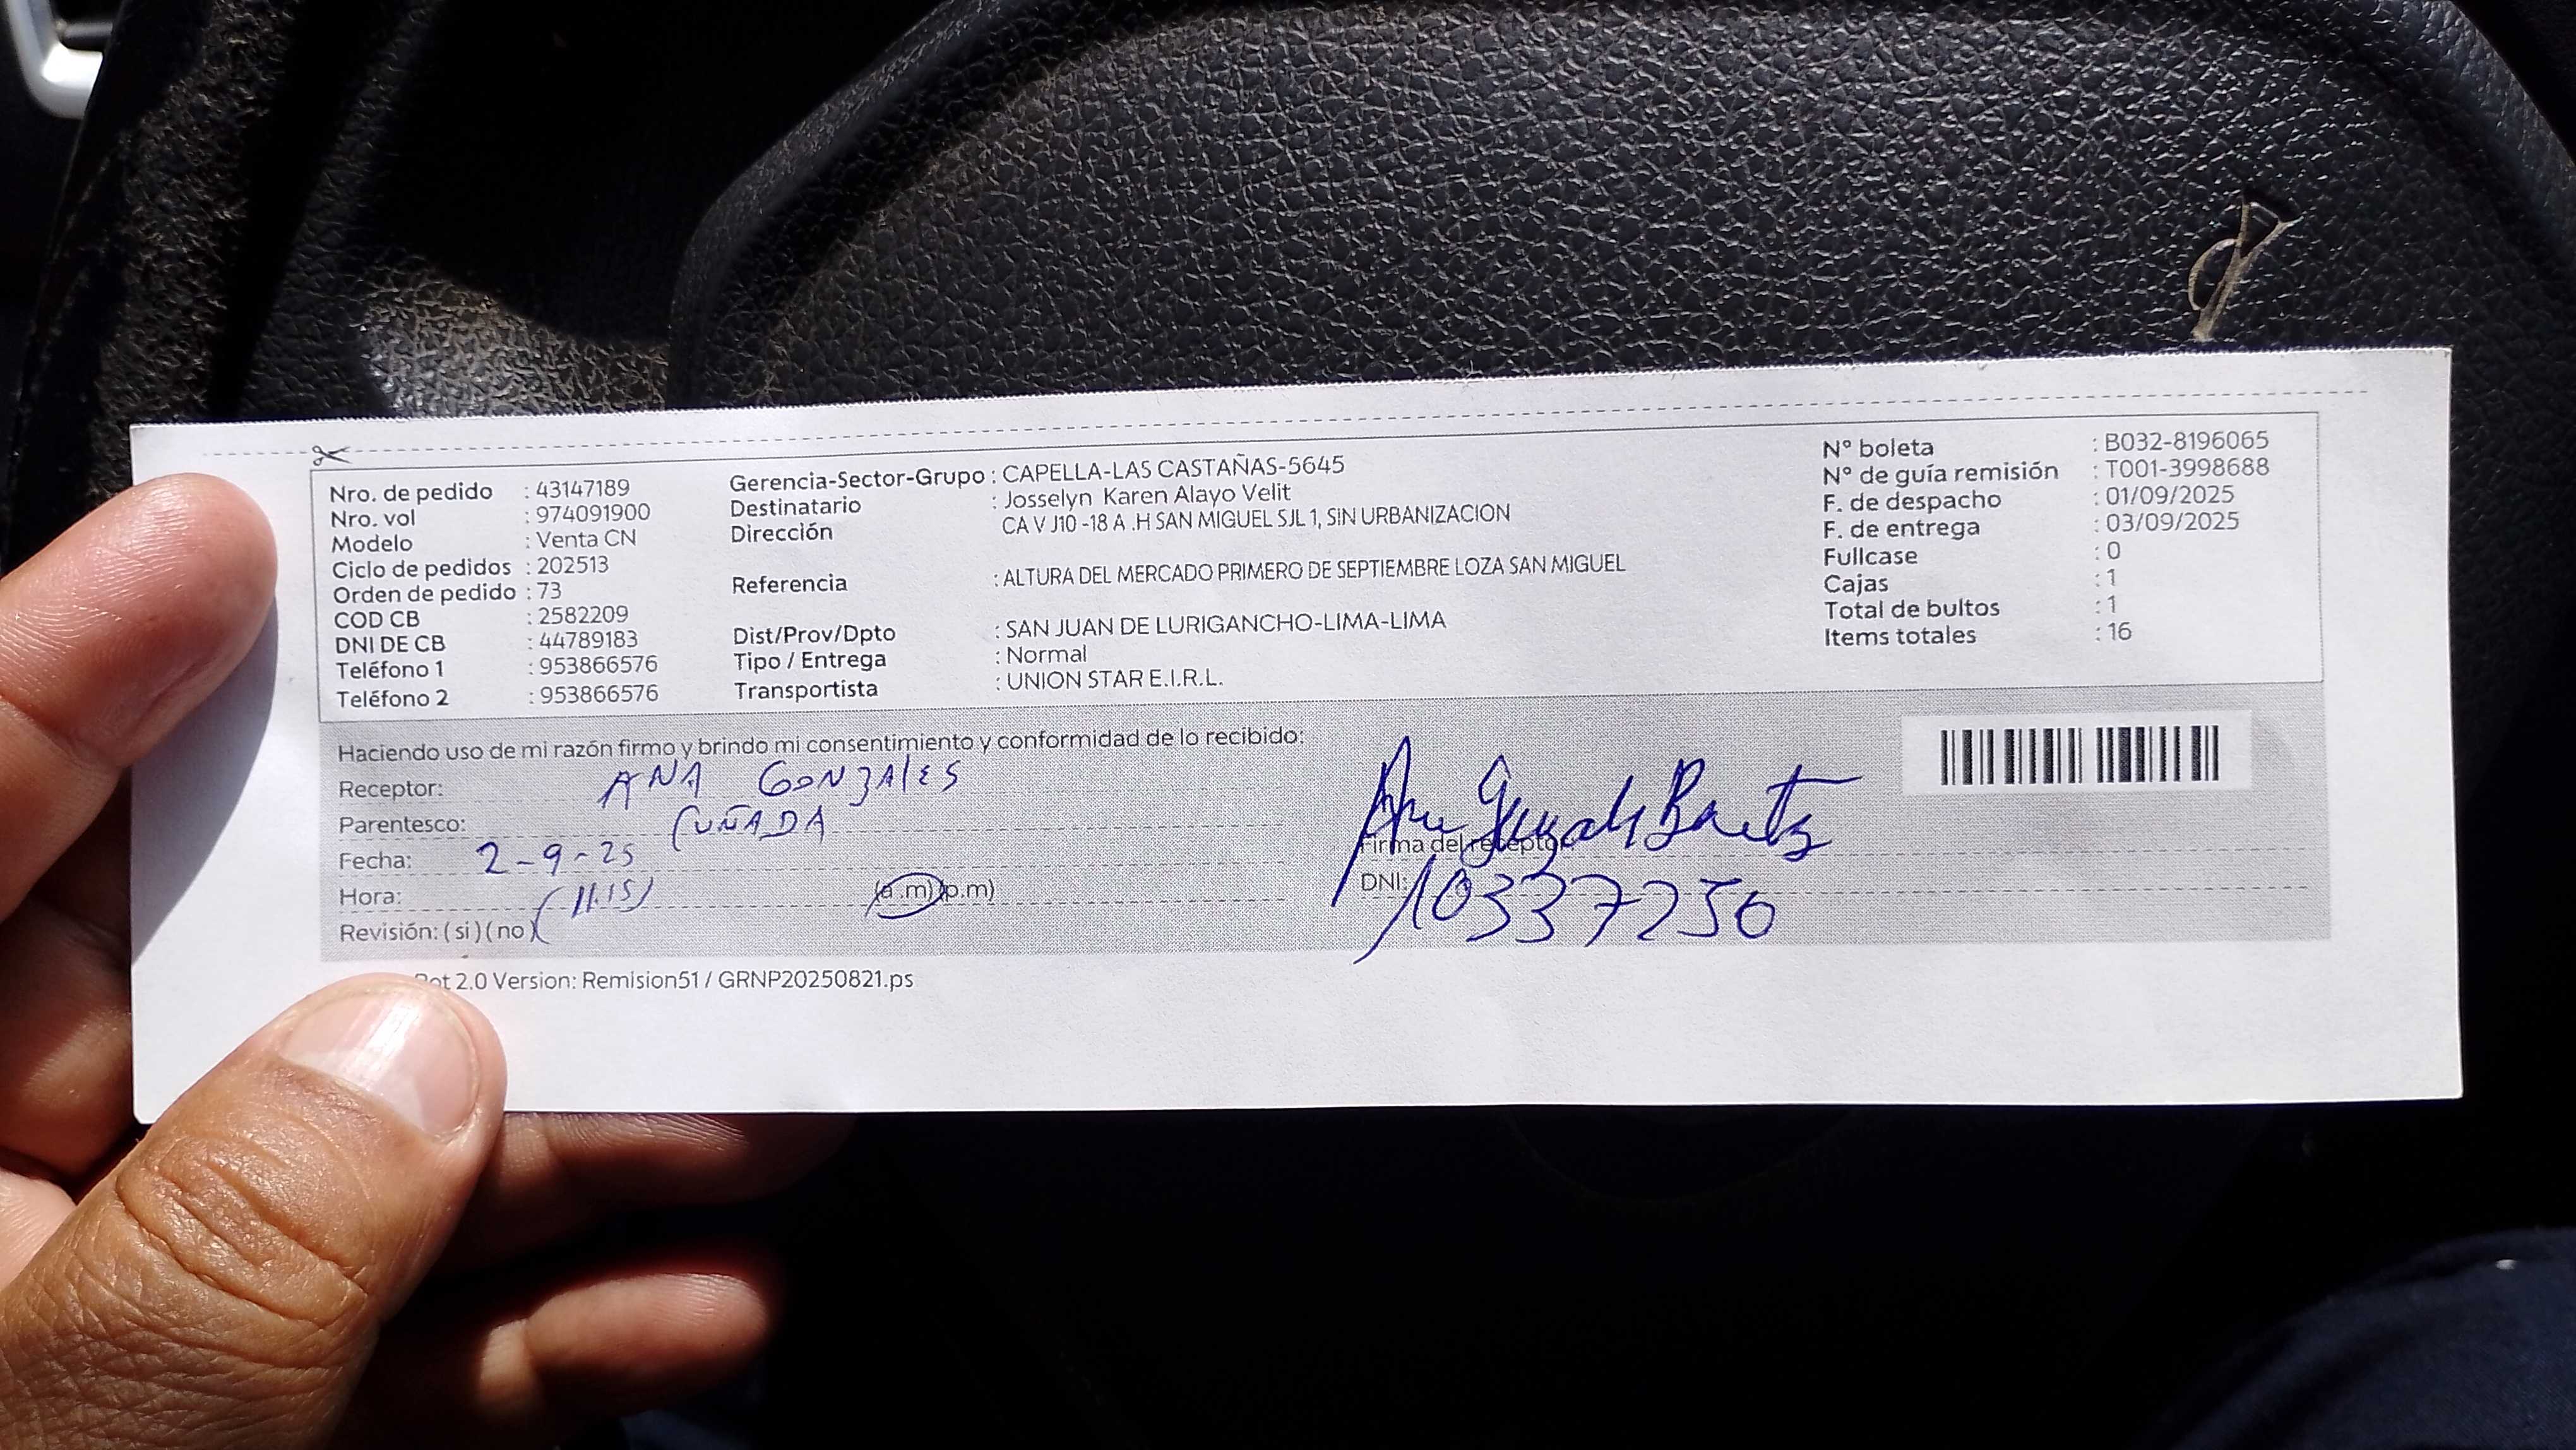 Nro. de pedido : 43147189
Nro. vol : 974091900
Modelo : Venta CN
Ciclo de pedidos : 202513
Orden de pedido : 73
COD CB : 2582209
DNI DE CB : 44789183
Teléfono 1 : 953866576
Teléfono 2 : 953866576
Gerencia-Sector-Grupo : CAPELLA-LAS CASTAÑAS-5645
Destinatario : Josselyn Karen Alayo Velit
Dirección CA V J10 -18 A .H SAN MIGUEL SJL 1, SIN URBANIZACION
Referencia : ALTURA DEL MERCADO PRIMERO DE SEPTIEMBRE LOZA SAN MIGUEL
Dist/Prov/Dpto : SAN JUAN DE LURIGANCHO-LIMA-LIMA
Tipo / Entrega : Normal
Transportista : UNION STAR E.I.R.L.
N° boleta : B032-8196065
N° de guía remisión : T001-3998688
F. de despacho : 01/09/2025
F. de entrega : 03/09/2025
Fullcase : 0
Cajas : 1
Total de bultos : 1
Items totales : 16
Haciendo uso de mi razón firmo y brindo mi consentimiento y conformidad de lo recibido:
Receptor: ANA GONZALES
Parentesco: CUÑADA
Fecha: 2-9-25
Hora: (11.15) (a.m)(p.m)
Revisión: (si)(no)
Firma del receptor
DNI: 10337250
2.0 Version: Remision51 / GRNP20250821.ps